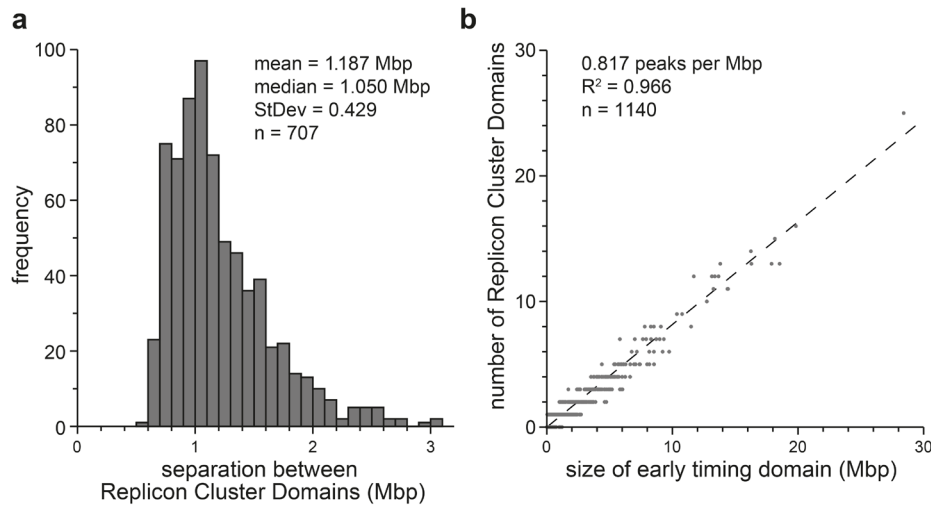 a
mean = 1.187 Mbp
median = 1.050 Mbp
StDev = 0.429
n = 707
frequency
100
80
60
40
20
0
0
1
2
3
separation between
Replicon Cluster Domains (Mbp)
b
0.817 peaks per Mbp
R² = 0.966
n = 1140
number of Replicon Cluster Domains
30
20
10
0
0
10
20
30
size of early timing domain (Mbp)